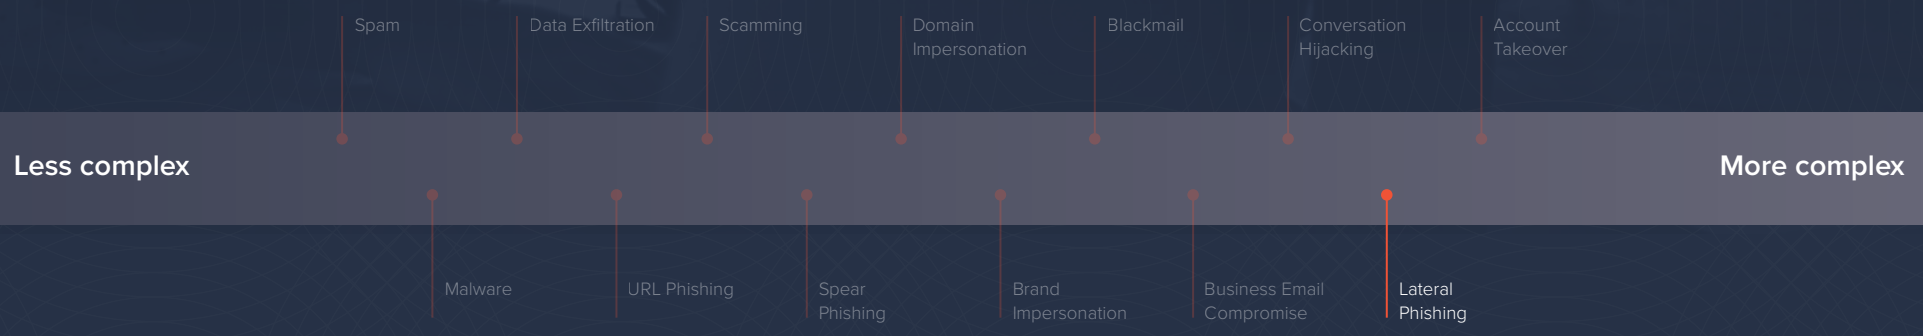 Spam
Data Exfiltration
Scamming
Domain
Impersonation
Blackmail
Conversation
Hijacking
Account
Takeover
Less complex
More complex
Malware
URL Phishing
Spear
Phishing
Brand
Impersonation
Business Email
Compromise
Lateral
Phishing